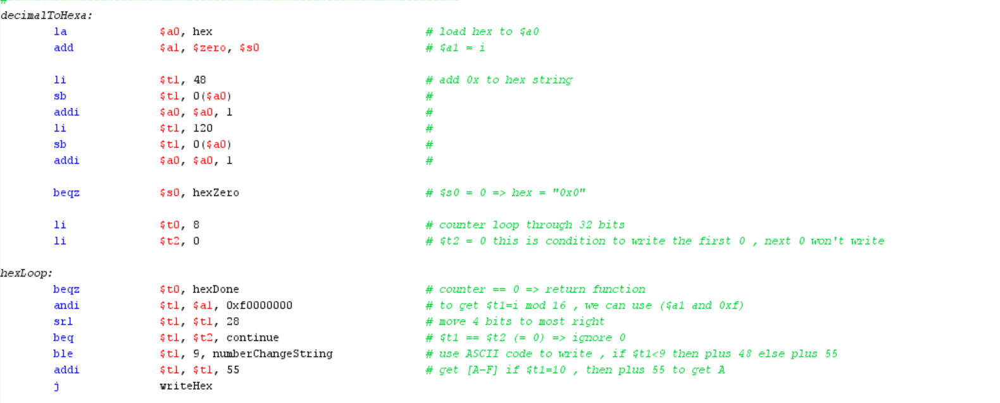 #------------------------------------------------------------------------
decimalToHexa:
la $a0, hex # load hex to $a0
add $a1, $zero, $s0 # $a1 = i
li $t1, 48 # add 0x to hex string
sb $t1, 0($a0) #
addi $a0, $a0, 1 #
li $t1, 120 #
sb $t1, 0($a0) #
addi $a0, $a0, 1 #
beqz $s0, hexZero # $s0 = 0 => hex = "0x0"
li $t0, 8 # counter loop through 32 bits
li $t2, 0 # $t2 = 0 this is condition to write the first 0 , next 0 won't write
hexLoop:
beqz $t0, hexDone # counter == 0 => return function
andi $t1, $a1, 0xf0000000 # to get $t1=i mod 16 , we can use ($a1 and 0xf)
srl $t1, $t1, 28 # move 4 bits to most right
beq $t1, $t2, continue # $t1 == $t2 (= 0) => ignore 0
ble $t1, 9, numberChangeString # use ASCII code to write , if $t1<9 then plus 48 else plus 55
addi $t1, $t1, 55 # get [A-F] if $t1=10 , then plus 55 to get A
j writeHex